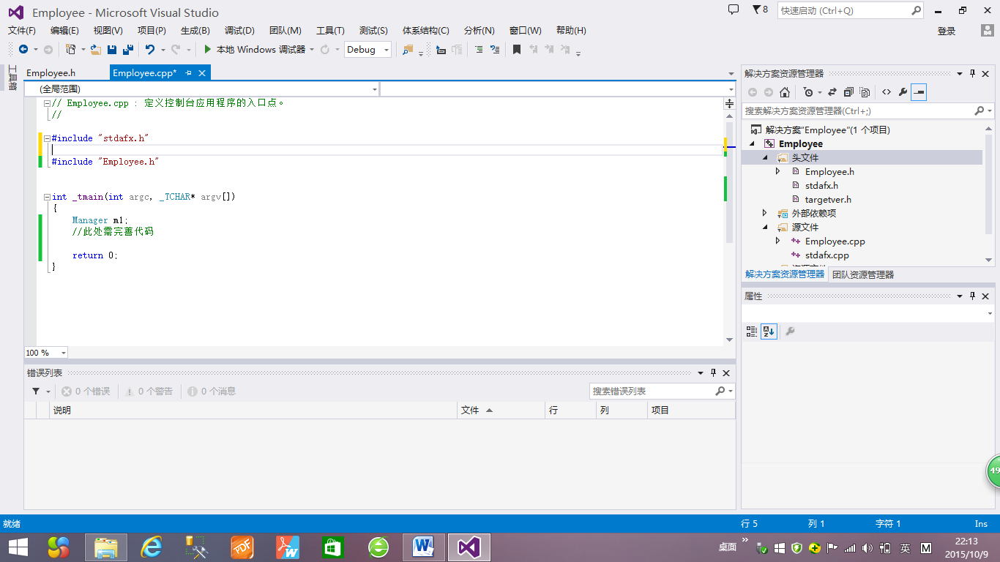 Employee - Microsoft Visual Studio
8
快速启动 (Ctrl+Q)
文件(F) 编辑(E) 视图(V) 项目(P) 生成(B) 调试(D) 团队(M) 工具(T) 测试(S) 体系结构(C) 分析(N) 窗口(W) 帮助(H)
登录
本地 Windows 调试器 Debug
工具箱
Employee.h Employee.cpp*
(全局范围)
// Employee.cpp : 定义控制台应用程序的入口点。
//
#include "stdafx.h"
#include "Employee.h"
int _tmain(int argc, _TCHAR* argv[])
{
Manager m1;
//此处需完善代码
return 0;
}
100 %
错误列表
0 个错误 0 个警告 0 个消息
搜索错误列表
说明 文件 行 列 项目
解决方案资源管理器
搜索解决方案资源管理器(Ctrl+;)
解决方案"Employee"(1 个项目)
Employee
头文件
Employee.h
stdafx.h
targetver.h
外部依赖项
源文件
Employee.cpp
stdafx.cpp
解决方案资源管理器 团队资源管理器
属性
49
就绪 行 5 列 1 字符 1 Ins
桌面
英
M
22:13
2015/10/9